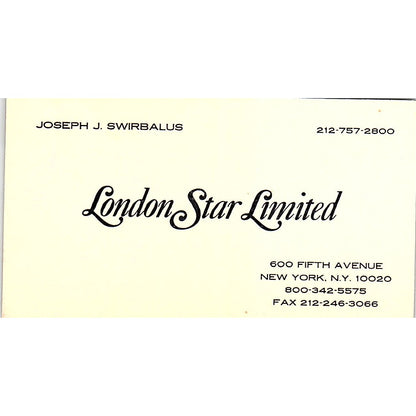 JOSEPH J. SWIRBALUS
212-757-2800
London Star Limited
600 FIFTH AVENUE
NEW YORK, N.Y. 10020
800-342-5575
FAX 212-246-3066